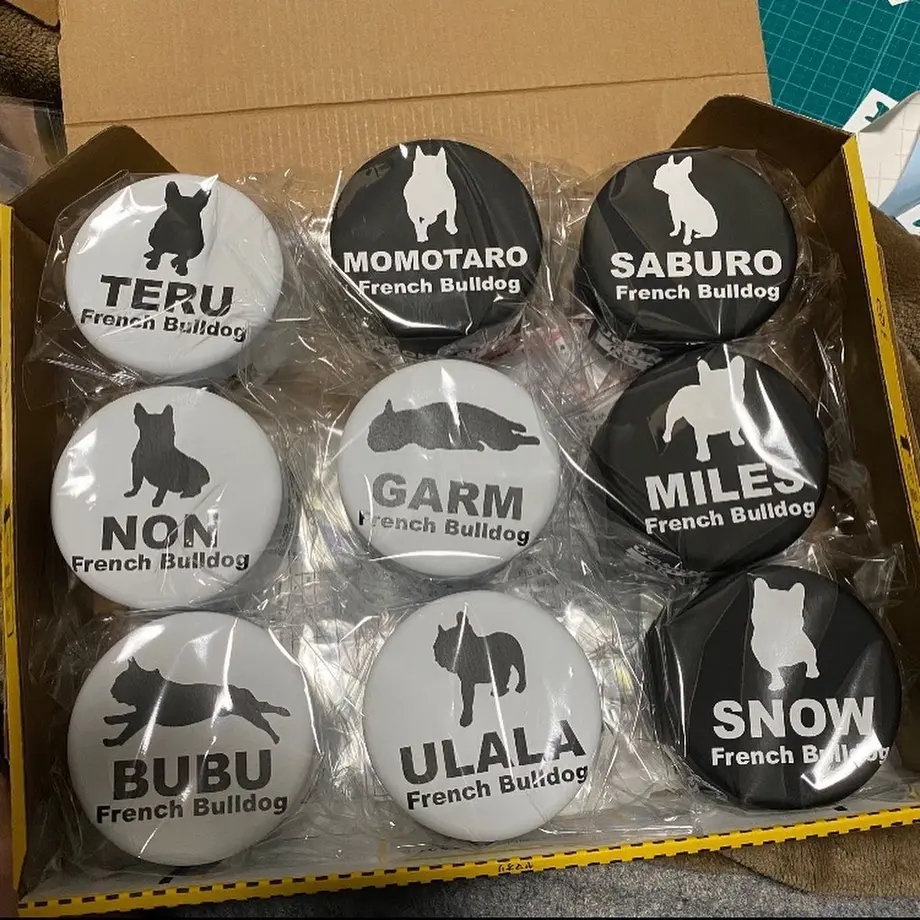 TERU
French Bulldog
MOMOTARO
French Bulldog
SABURO
French Bulldog
NON
French Bulldog
GARM
French Bulldog
MILES
French Bulldog
BUBU
French Bulldog
ULALA
French Bulldog
SNOW
French Bulldog